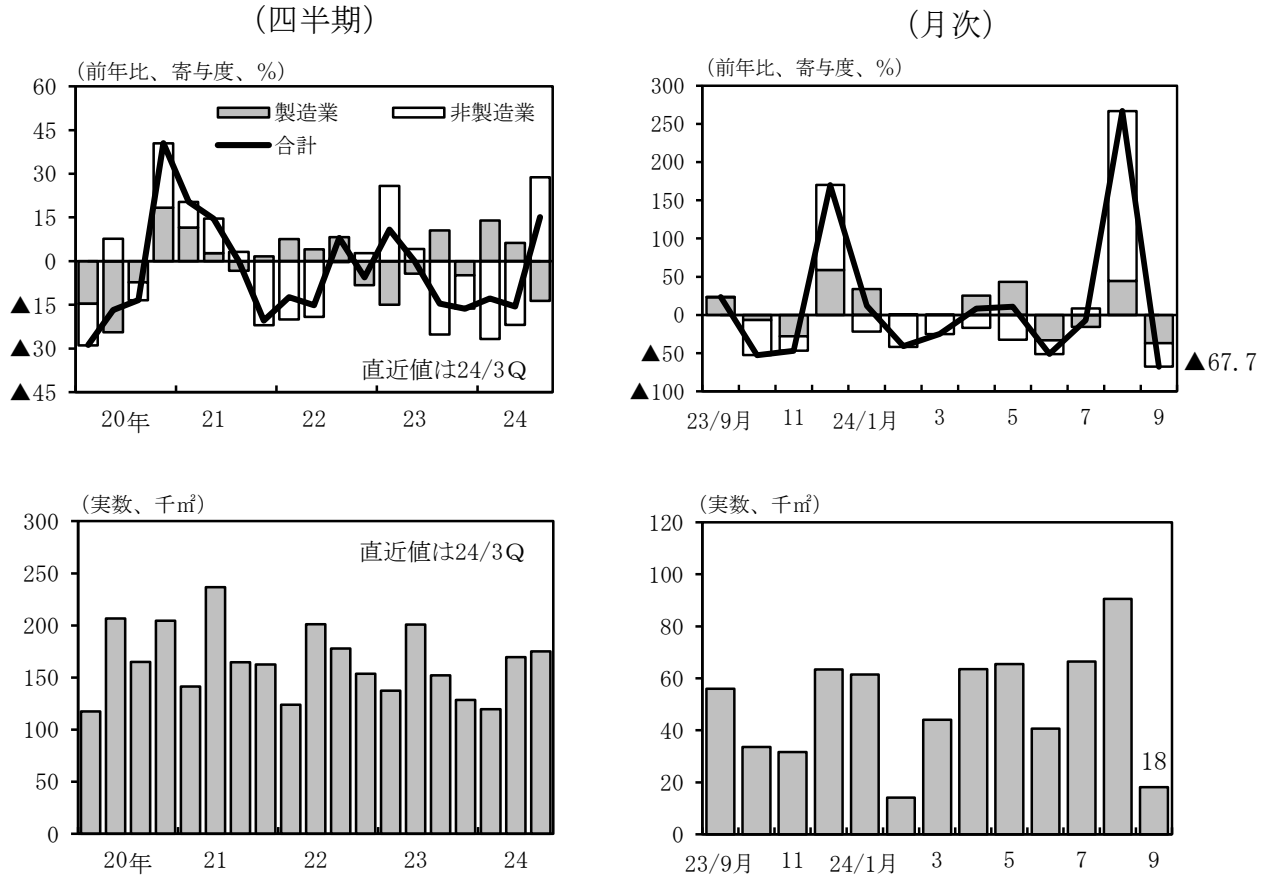 (四半期)
(前年比、寄与度、%)
60
45
30
15
0
▲15
▲30
▲45
製造業
非製造業
合計
直近値は24/3Q
20年 21 22 23 24
(月次)
(前年比、寄与度、%)
300
250
200
150
100
50
0
▲50
▲100
▲67.7
23/9月 11 24/1月 3 5 7 9
(実数、千㎡)
300
250
200
150
100
50
0
直近値は24/3Q
20年 21 22 23 24
(実数、千㎡)
120
100
80
60
40
20
0
18
23/9月 11 24/1月 3 5 7 9